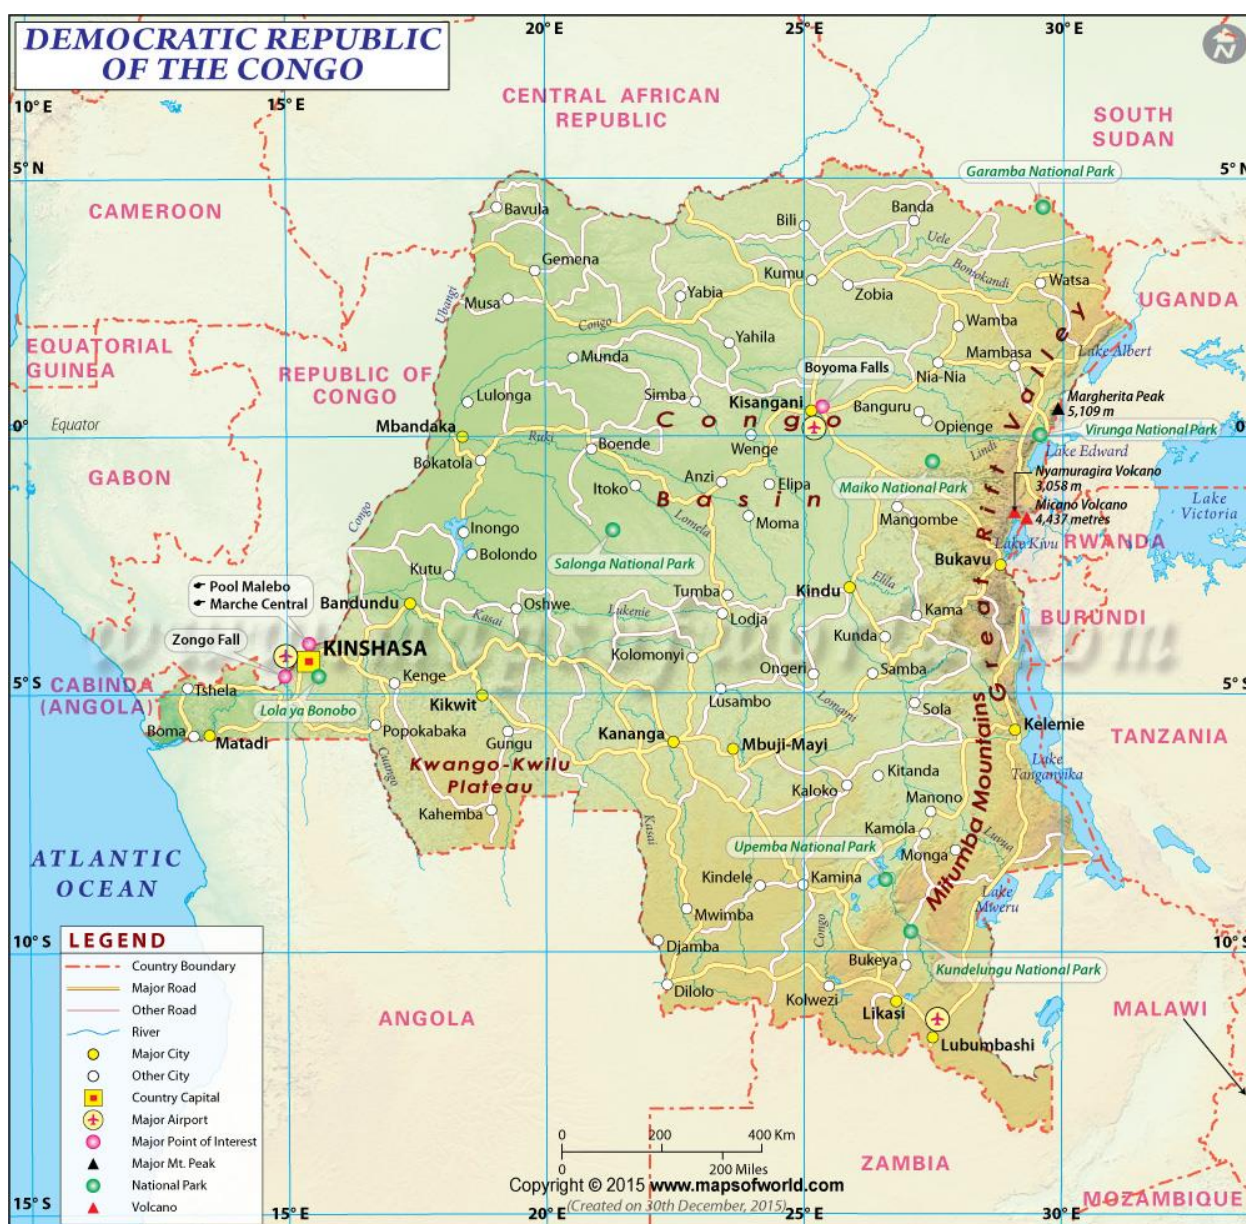 DEMOCRATIC REPUBLIC
OF THE CONGO
20° E
25° E
30° E
N
10° E
15° E
CENTRAL AFRICAN
REPUBLIC
SOUTH
SUDAN
5° N
5° N
Garamba National Park
CAMEROON
Bavula
Bili
Banda
Uele
Gemena
Kumu
Bomokandi
Watsa
Zobia
UGANDA
Musa
Ubangi
Yabia
Congo
Wamba
Valley
EQUATORIAL
GUINEA
Yahila
Mambasa
Lake Albert
Munda
Boyoma Falls
Nia-Nia
REPUBLIC OF
CONGO
Lulonga
Simba
Kisangani
Banguru
Margherita Peak
5,109 m
Equator
0°
Mbandaka
Congo
Opienge
Virunga National Park
0°
Ruki
Boende
Wenge
Lindi
Lake Edward
GABON
Bokatola
Anzi
Elipa
Rift
Nyamuragira Volcano
3,058 m
Itoko
Basin
Maiko National Park
Lake
Victoria
Congo
Lomela
Moma
Mangombe
Micano Volcano
4,437 metres
Inongo
Lake Kivu
RWANDA
Bolondo
Salonga National Park
Bukavu
Pool Malebo
Marche Central
Kutu
Tumba
Kindu
Elila
Bandundu
Kasai
Oshwe
Lukenie
Lodja
Kama
Great
BURUNDI
Zongo Fall
KINSHASA
Kunda
Kolomonyi
Ongeri
Samba
CABINDA
(ANGOLA)
Tshela
Kenge
5° S
5° S
Lola ya Bonobo
Kikwit
Lusambo
Lomami
Sola
Boma
Matadi
Popokabaka
Gungu
Kananga
Mbuji-Mayi
Kelemie
TANZANIA
Cuango
Kwango-Kwilu
Plateau
Kitanda
Lake
Tanganyika
Kaloko
Manono
Kahemba
Kasai
Kamola
Luvua
Upemba National Park
Monga
Mitumba Mountains
ATLANTIC
OCEAN
Kindele
Kamina
Lake
Mweru
Mwimba
Congo
10° S
10° S
Djamba
Bukeya
Kundelungu National Park
Dilolo
Kolwezi
Likasi
MALAWI
ANGOLA
Lubumbashi
LEGEND
Country Boundary
Major Road
Other Road
River
Major City
Other City
Country Capital
Major Airport
Major Point of Interest
Major Mt. Peak
National Park
Volcano
0 200 400 Km
0 200 Miles
ZAMBIA
Copyright © 2015 www.mapsofworld.com
(Created on 30th December, 2015)
MOZAMBIQUE
15° S
15° E
20° E
25° E
30° E